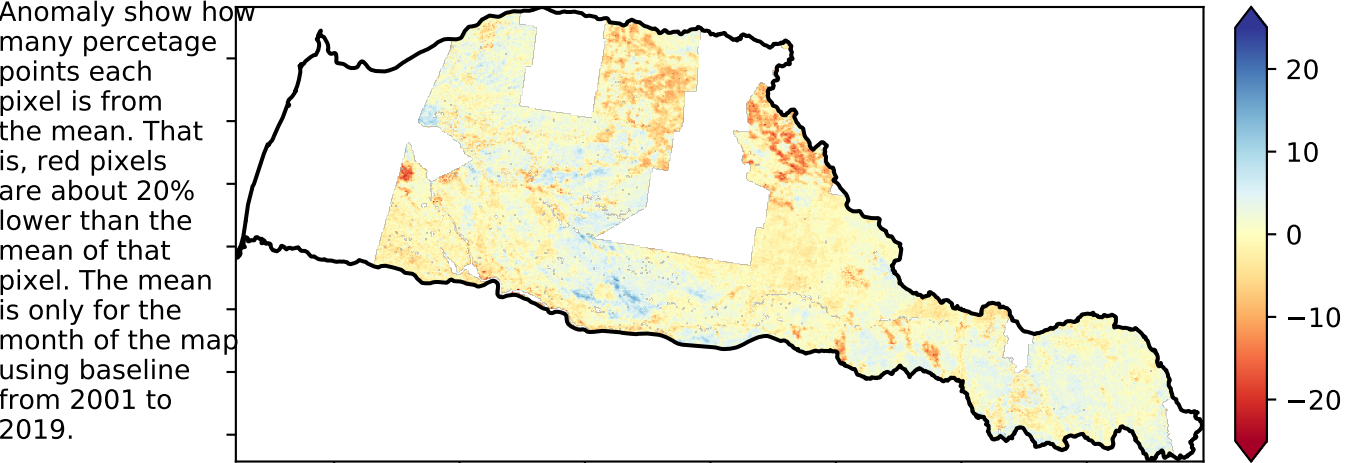 Anomaly show how
many percetage
points each
pixel is from
the mean. That
is, red pixels
are about 20%
lower than the
mean of that
pixel. The mean
is only for the
month of the map
using baseline
from 2001 to
2019.
20
10
0
−10
−20